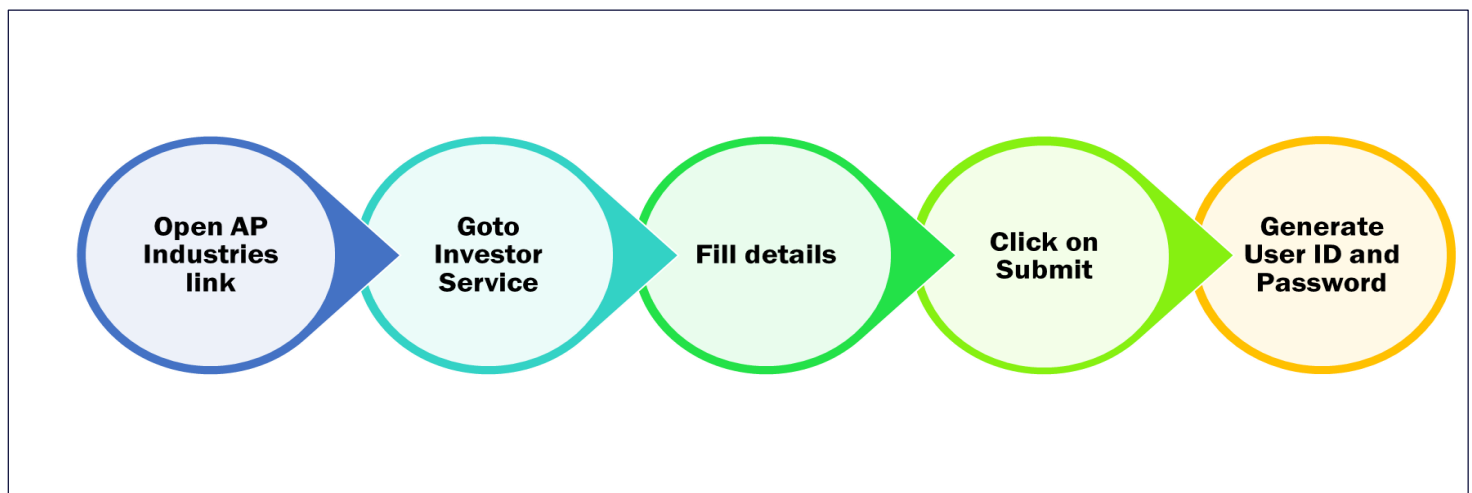 Open AP
Industries
link
Goto
Investor
Service
Fill details
Click on
Submit
Generate
User ID and
Password